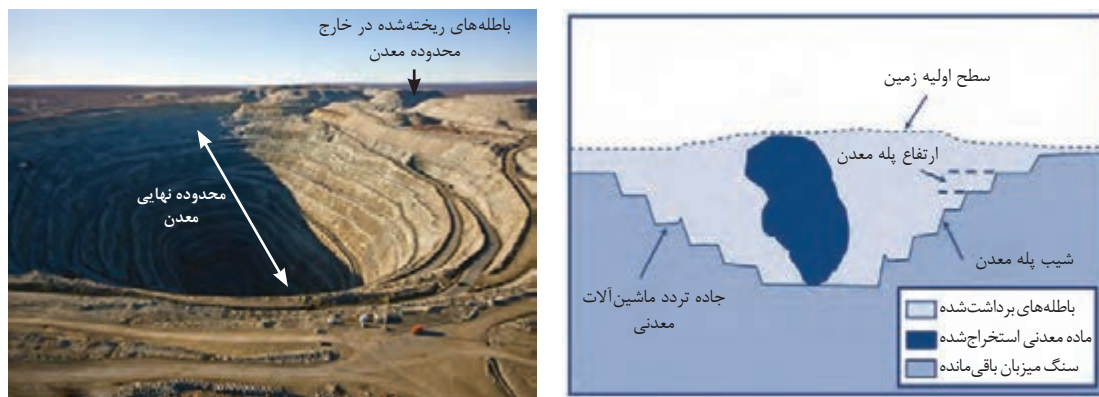 باطله‌های ریخته‌شده در خارج
محدوده معدن
محدوده نهایی
معدن
سطح اولیه زمین
ارتفاع پله معدن
شیب پله معدن
جاده تردد ماشین‌آلات
معدنی
باطله‌های برداشت‌شده
ماده معدنی استخراج‌شده
سنگ میزبان باقی‌مانده